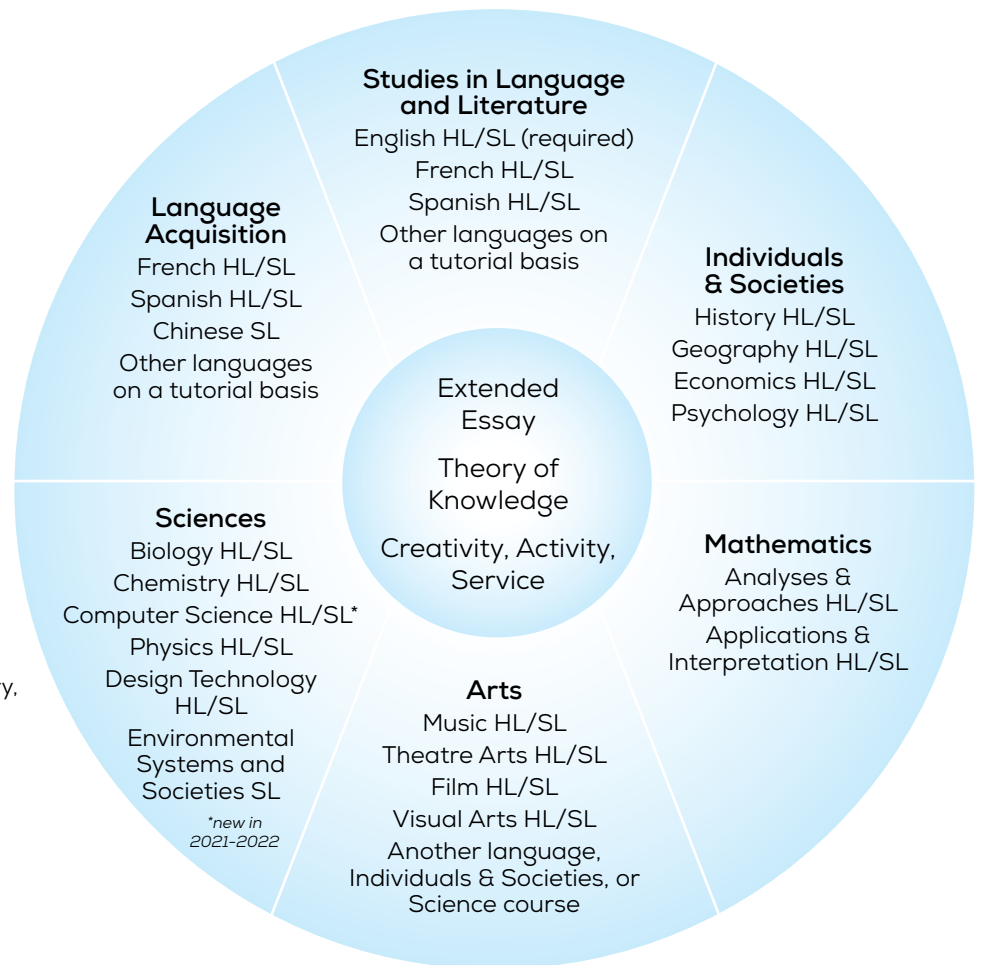 Studies in Language
and Literature
English HL/SL (required)
French HL/SL
Spanish HL/SL
Other languages on
a tutorial basis
Language
Acquisition
French HL/SL
Spanish HL/SL
Chinese SL
Other languages
on a tutorial basis
Individuals
& Societies
History HL/SL
Geography HL/SL
Economics HL/SL
Psychology HL/SL
Extended
Essay
Theory of
Knowledge
Creativity, Activity,
Service
Sciences
Biology HL/SL
Chemistry HL/SL
Computer Science HL/SL*
Physics HL/SL
Design Technology
HL/SL
Environmental
Systems and
Societies SL
*new in
2021-2022
Mathematics
Analyses &
Approaches HL/SL
Applications &
Interpretation HL/SL
Arts
Music HL/SL
Theatre Arts HL/SL
Film HL/SL
Visual Arts HL/SL
Another language,
Individuals & Societies, or
Science course